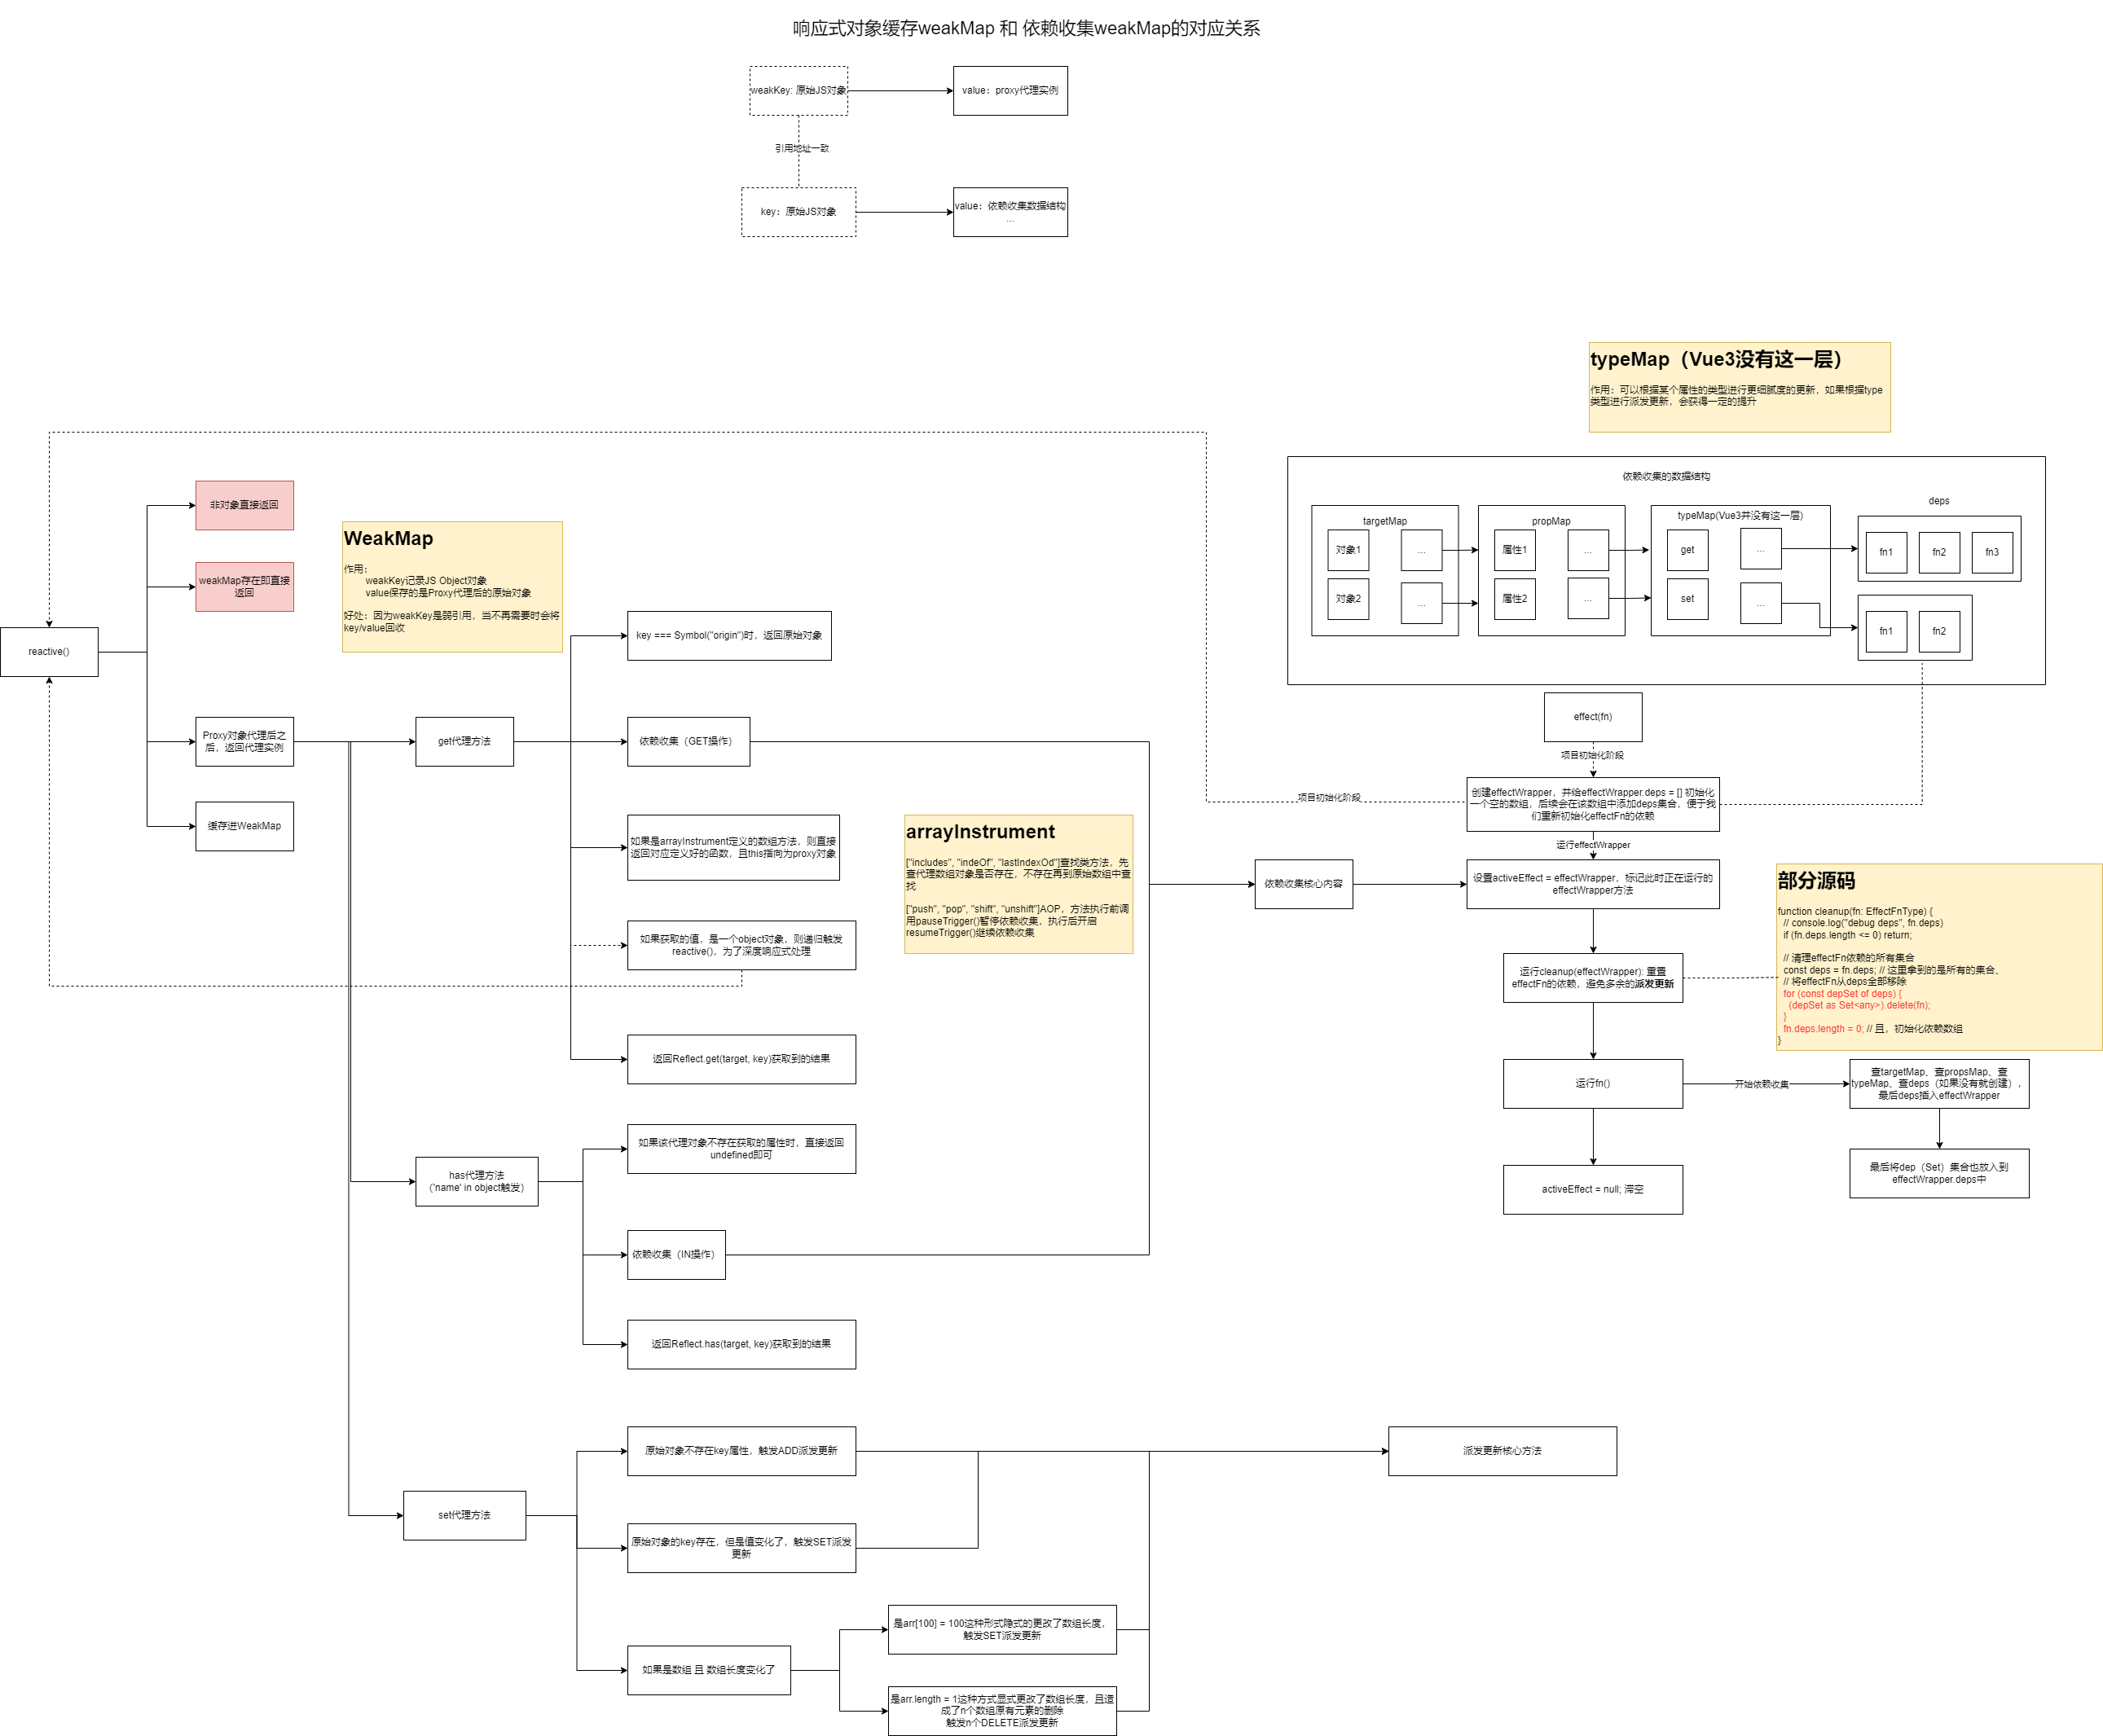 响应式对象缓存weakMap 和 依赖收集weakMap的对应关系
weakKey: 原始JS对象
value：proxy代理实例
引用地址一致
key：原始JS对象
value：依赖收集数据结构
...
typeMap（Vue3没有这一层）
作用：可以根据某个属性的类型进行更细腻度的更新，如果根据type
类型进行派发更新，会获得一定的提升
依赖收集的数据结构
targetMap
对象1
...
对象2
...
propMap
属性1
...
属性2
...
typeMap(Vue3并没有这一层)
get
...
set
...
deps
fn1
fn2
fn3
fn1
fn2
非对象直接返回
weakMap存在即直接
返回
reactive()
Proxy对象代理后之
后，返回代理实例
缓存进WeakMap
WeakMap
作用：
weakKey记录JS Object对象
value保存的是Proxy代理后的原始对象
好处：因为weakKey是弱引用，当不再需要时会将
key/value回收
get代理方法
key === Symbol("origin")时，返回原始对象
依赖收集（GET操作）
如果是arrayInstrument定义的数组方法，则直接
返回对应定义好的函数，且this指向为proxy对象
如果获取的值，是一个object对象，则递归触发
reactive()，为了深度响应式处理
返回Reflect.get(target, key)获取到的结果
arrayInstrument
["includes", "indeOf", "lastIndexOd"]查找类方法，先
查代理数组对象是否存在，不存在再到原始数组中查
找
["push", "pop", "shift", "unshift"]AOP，方法执行前调
用pauseTrigger()暂停依赖收集，执行后开启
resumeTrigger()继续依赖收集
has代理方法
（'name' in object触发）
如果该代理对象不存在获取的属性时，直接返回
undefined即可
依赖收集（IN操作）
返回Reflect.has(target, key)获取到的结果
set代理方法
原始对象不存在key属性，触发ADD派发更新
原始对象的key存在，但是值变化了，触发SET派发
更新
如果是数组 且 数组长度变化了
是arr[100] = 100这种形式隐式的更改了数组长度，
触发SET派发更新
是arr.length = 1这种方式显式更改了数组长度，且造
成了n个数组原有元素的删除
触发n个DELETE派发更新
派发更新核心方法
依赖收集核心内容
effect(fn)
项目初始化阶段
项目初始化阶段
创建effectWrapper，并给effectWrapper.deps = [] 初始化
一个空的数组，后续会在该数组中添加deps集合，便于我
们重新初始化effectFn的依赖
运行effectWrapper
设置activeEffect = effectWrapper，标记此时正在运行的
effectWrapper方法
运行cleanup(effectWrapper): 重置
effectFn的依赖，避免多余的派发更新
运行fn()
开始依赖收集
activeEffect = null; 滞空
查targetMap、查propsMap、查
typeMap、查deps（如果没有就创建），
最后deps插入effectWrapper
最后将dep（Set）集合也放入到
effectWrapper.deps中
部分源码
function cleanup(fn: EffectFnType) {
// console.log("debug deps", fn.deps)
if (fn.deps.length <= 0) return;
// 清理effectFn依赖的所有集合
const deps = fn.deps; // 这里拿到的是所有的集合、
// 将effectFn从deps全部移除
for (const depSet of deps) {
(depSet as Set<any>).delete(fn);
}
fn.deps.length = 0; // 且，初始化依赖数组
}